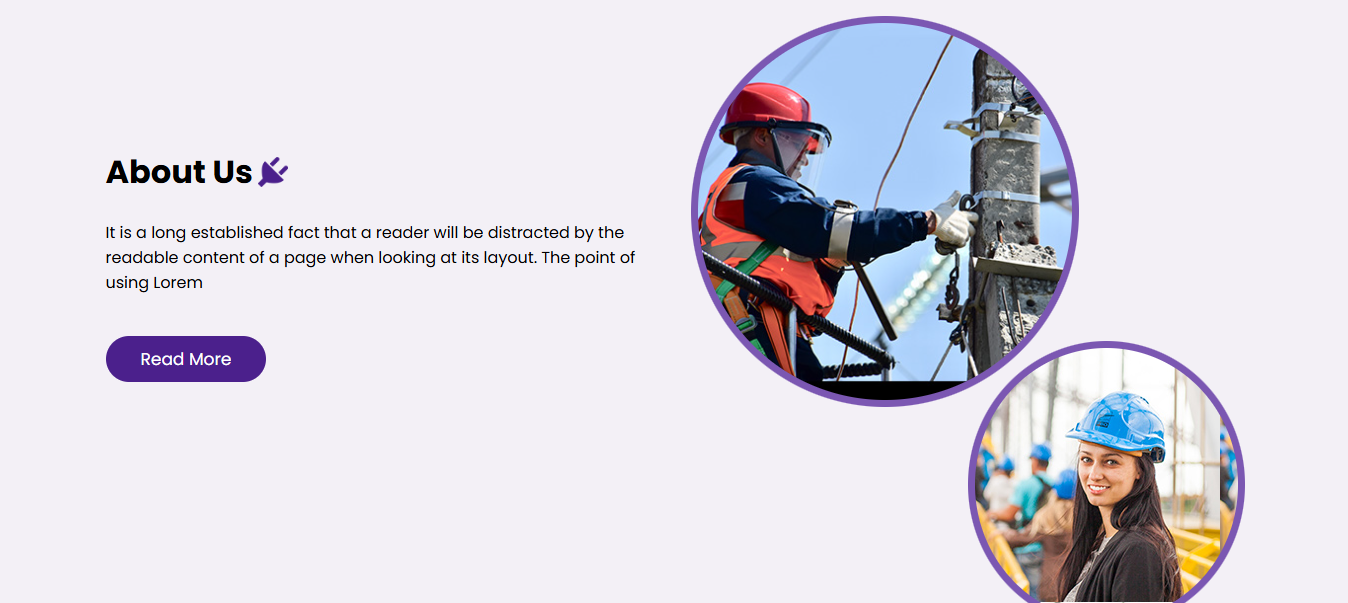 About Us
It is a long established fact that a reader will be distracted by the
readable content of a page when looking at its layout. The point of
using Lorem
Read More